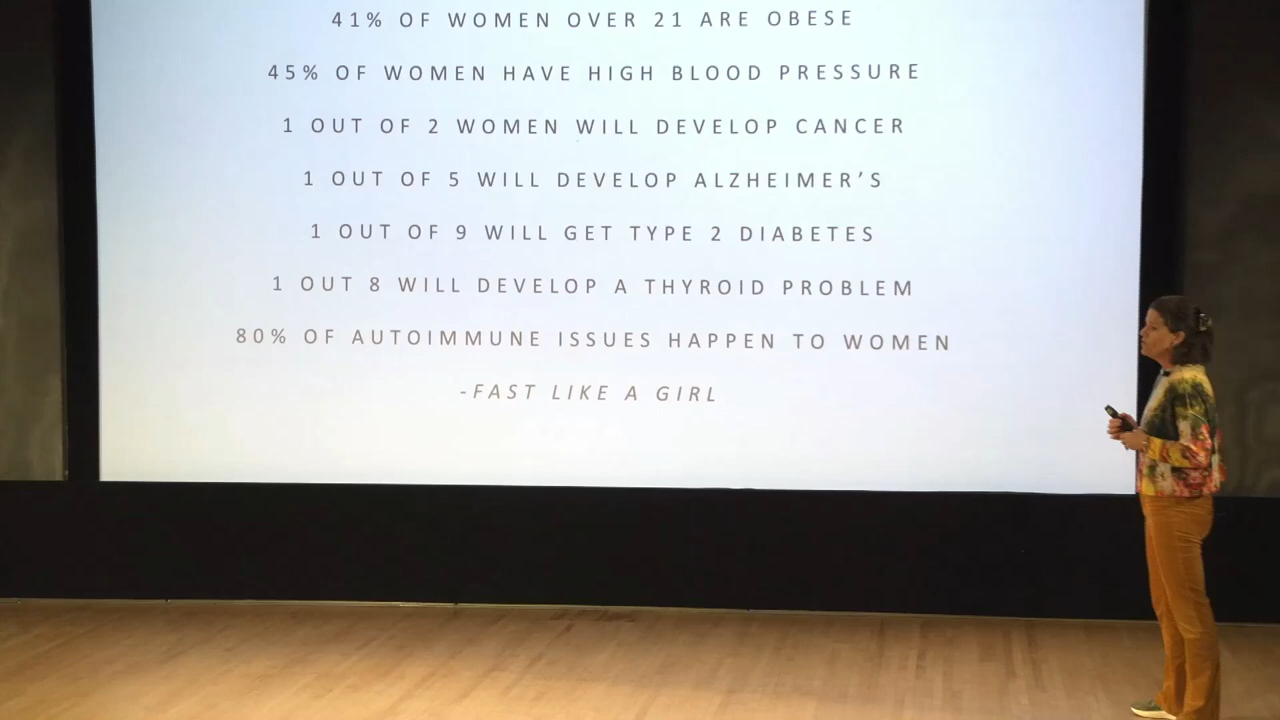 41% OF WOMEN OVER 21 ARE OBESE
45% OF WOMEN HAVE HIGH BLOOD PRESSURE
1 OUT OF 2 WOMEN WILL DEVELOP CANCER
1 OUT OF 5 WILL DEVELOP ALZHEIMER’S
1 OUT OF 9 WILL GET TYPE 2 DIABETES
1 OUT 8 WILL DEVELOP A THYROID PROBLEM
80% OF AUTOIMMUNE ISSUES HAPPEN TO WOMEN
-FAST LIKE A GIRL